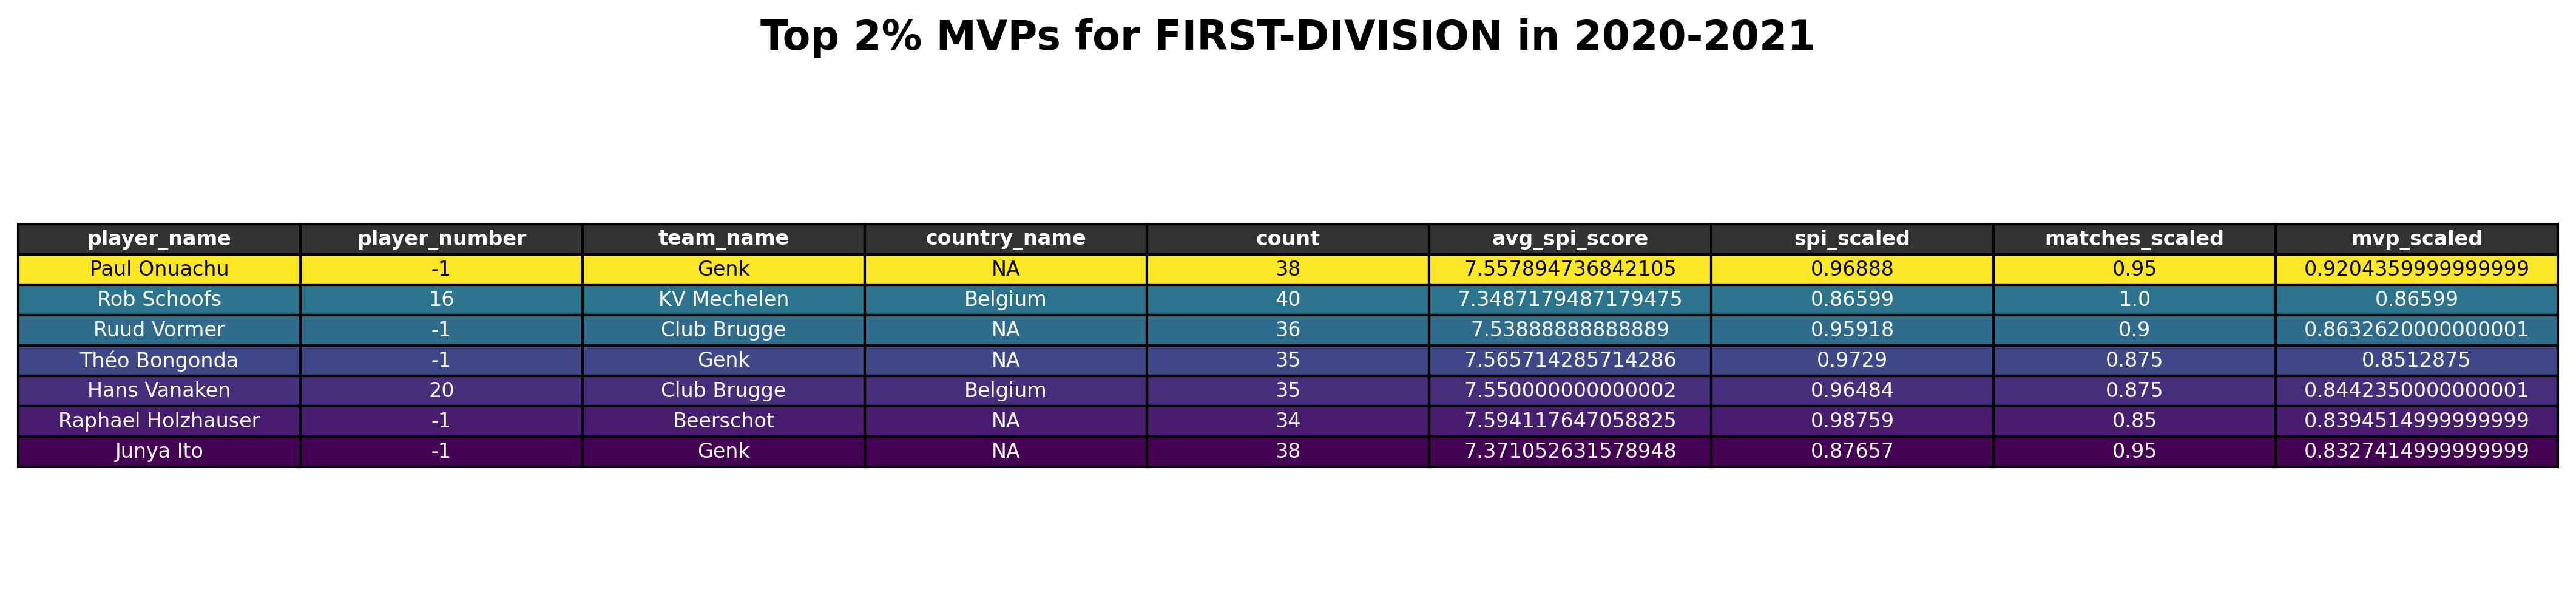 Top 2% MVPs for FIRST-DIVISION in 2020-2021
player_name player_number team_name country_name count avg_spi_score spi_scaled matches_scaled mvp_scaled
Paul Onuachu -1 Genk NA 38 7.557894736842105 0.96888 0.95 0.9204359999999999
Rob Schoofs 16 KV Mechelen Belgium 40 7.3487179487179475 0.86599 1.0 0.86599
Ruud Vormer -1 Club Brugge NA 36 7.53888888888889 0.95918 0.9 0.8632620000000001
Théo Bongonda -1 Genk NA 35 7.565714285714286 0.9729 0.875 0.8512875
Hans Vanaken 20 Club Brugge Belgium 35 7.550000000000002 0.96484 0.875 0.8442350000000001
Raphael Holzhauser -1 Beerschot NA 34 7.594117647058825 0.98759 0.85 0.8394514999999999
Junya Ito -1 Genk NA 38 7.371052631578948 0.87657 0.95 0.8327414999999999